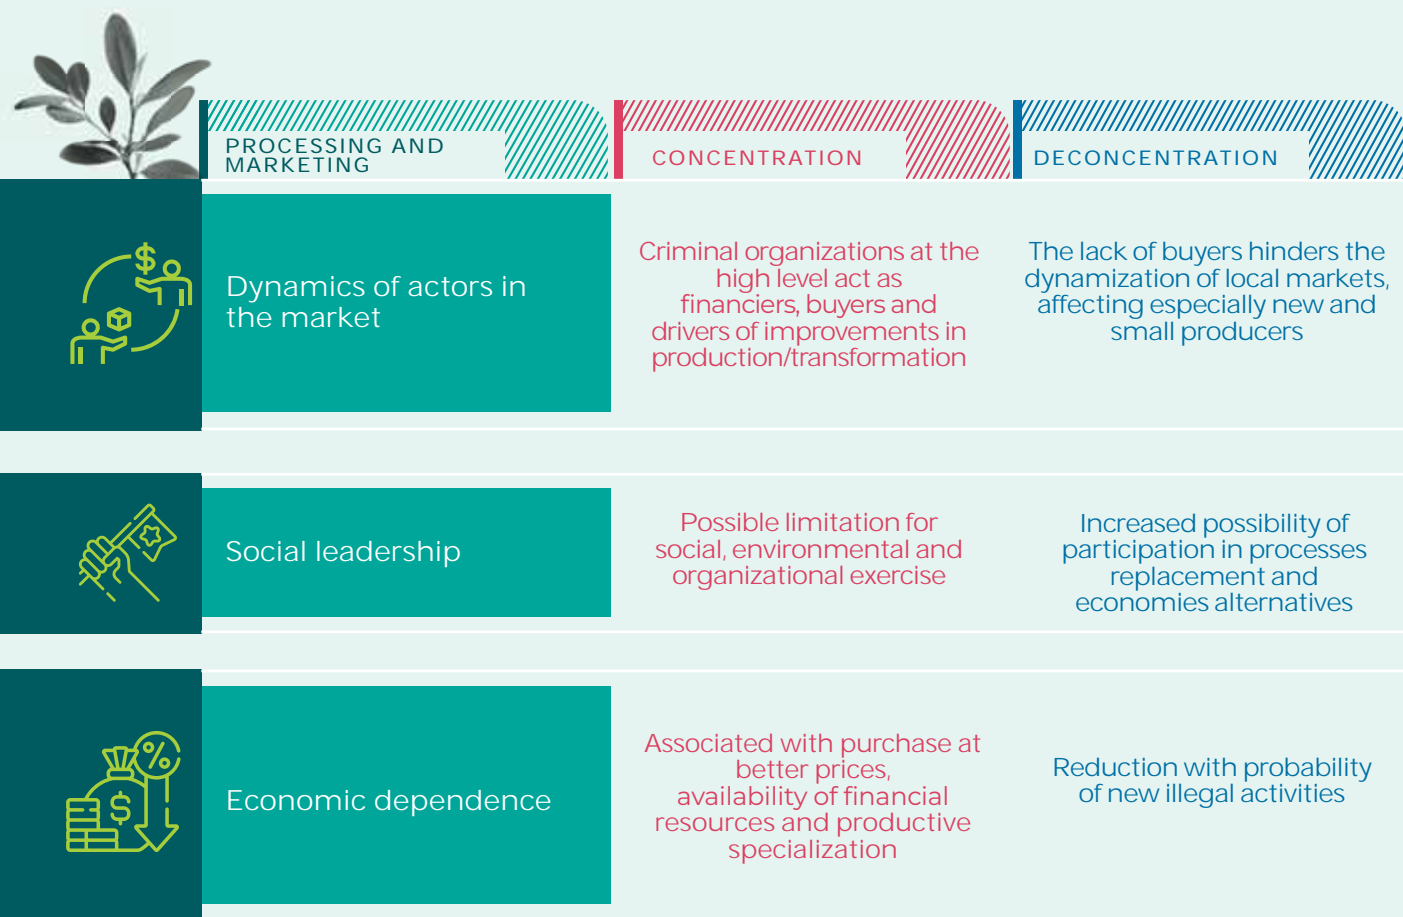 PROCESSING AND
MARKETING
CONCENTRATION
DECONCENTRATION
Dynamics of actors in
the market
Criminal organizations at the
high level act as
financiers, buyers and
drivers of improvements in
production/transformation
The lack of buyers hinders the
dynamization of local markets,
affecting especially new and
small producers
Social leadership
Possible limitation for
social, environmental and
organizational exercise
Increased possibility of
participation in processes
replacement and
economies alternatives
Economic dependence
Associated with purchase at
better prices,
availability of financial
resources and productive
specialization
Reduction with probability
of new illegal activities